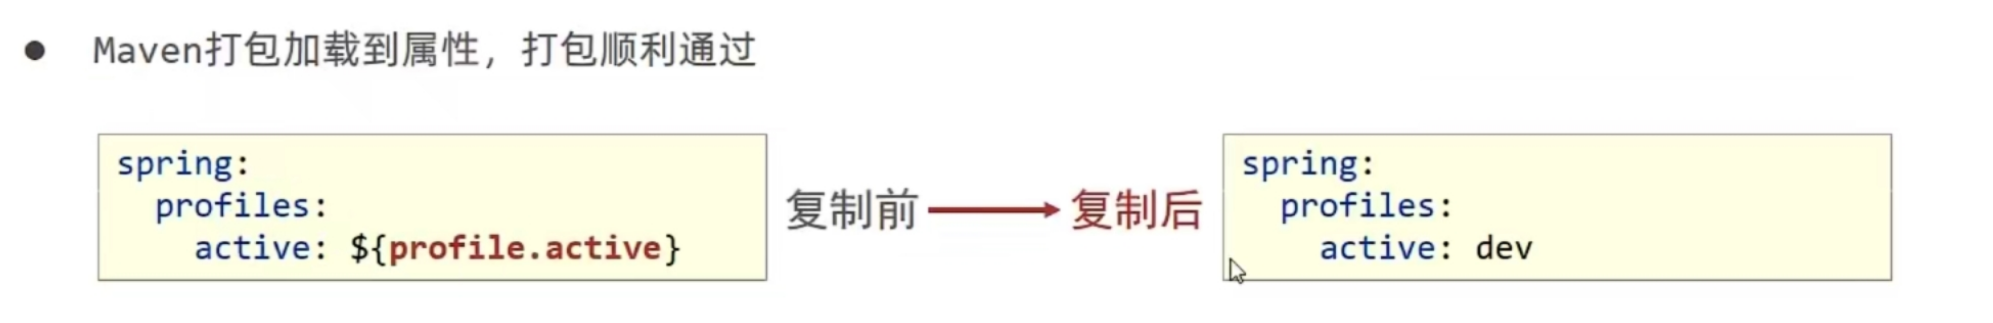 ● Maven打包加载到属性，打包顺利通过
spring:
  profiles:
    active: ${profile.active}
复制前
复制后
spring:
  profiles:
    active: dev